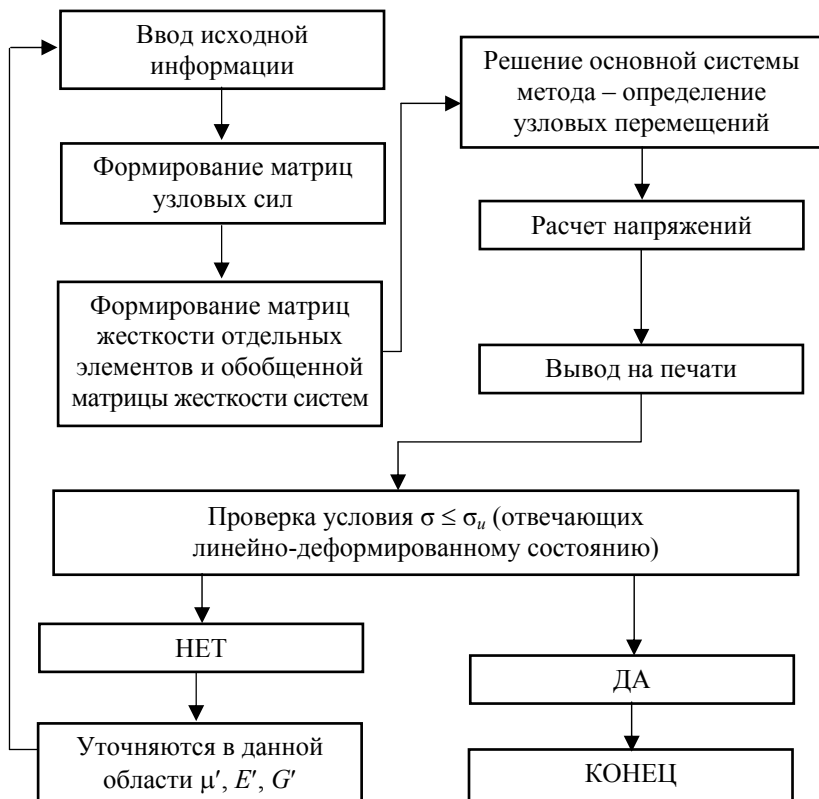 Ввод исходной
информации
Формирование матриц
узловых сил
Формирование матриц
жесткости отдельных
элементов и обобщенной
матрицы жесткости систем
Решение основной системы
метода – определение
узловых перемещений
Расчет напряжений
Вывод на печати
Проверка условия σ ≤ σu (отвечающих
линейно-деформированному состоянию)
НЕТ
Уточняются в данной
области μ′, E′, G′
ДА
КОНЕЦ